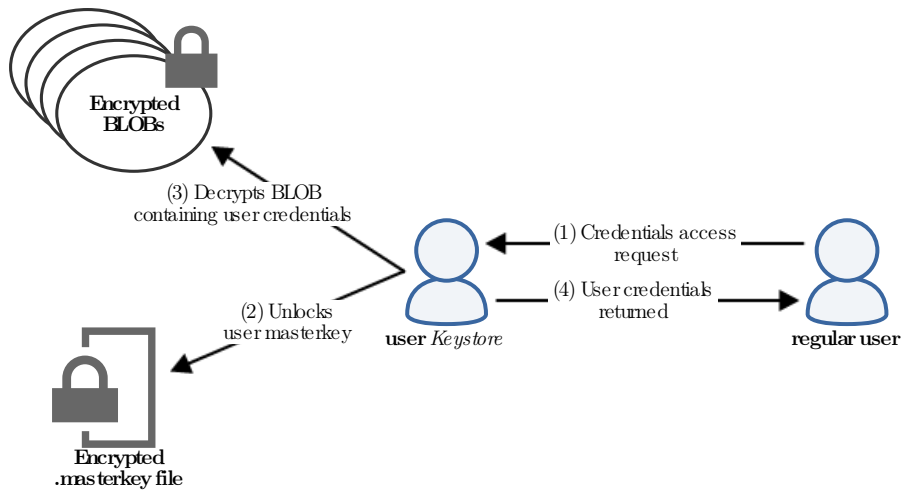 Encrypted
BLOBs
(3) Decrypts BLOB
containing user credentials
(1) Credentials access
request
(2) Unlocks
user masterkey
(4) User credentials
returned
user Keystore
regular user
Encrypted
.masterkey file